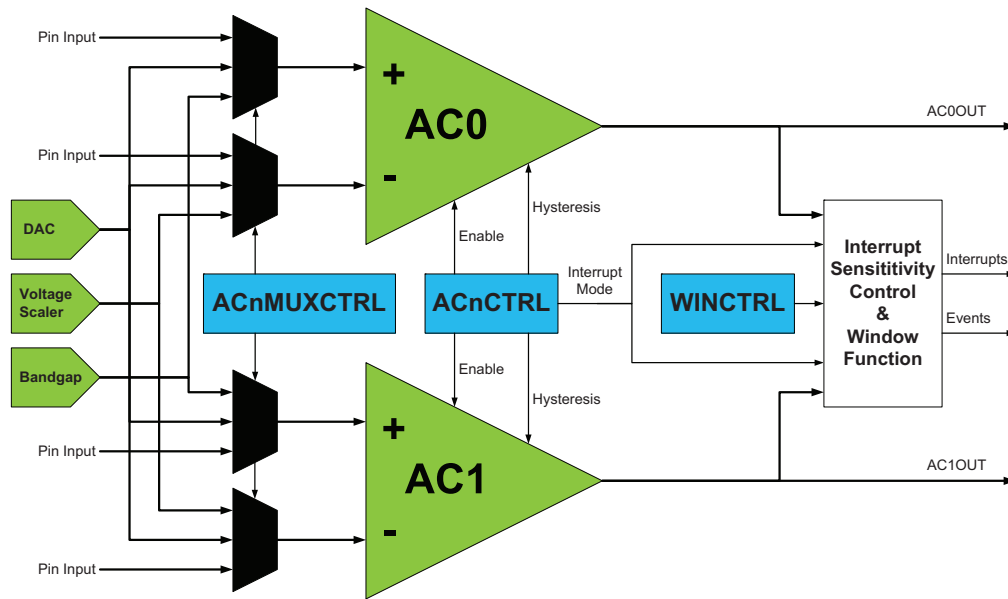 Pin Input
+
AC0
-
AC0OUT
Pin Input
DAC
Hysteresis
Enable
Voltage
Scaler
ACnMUXCTRL
ACnCTRL
Interrupt
Mode
WINCTRL
Interrupt
Sensititivity
Control
&
Window
Function
Interrupts
Events
Bandgap
Enable
Hysteresis
Pin Input
+
AC1
-
AC1OUT
Pin Input